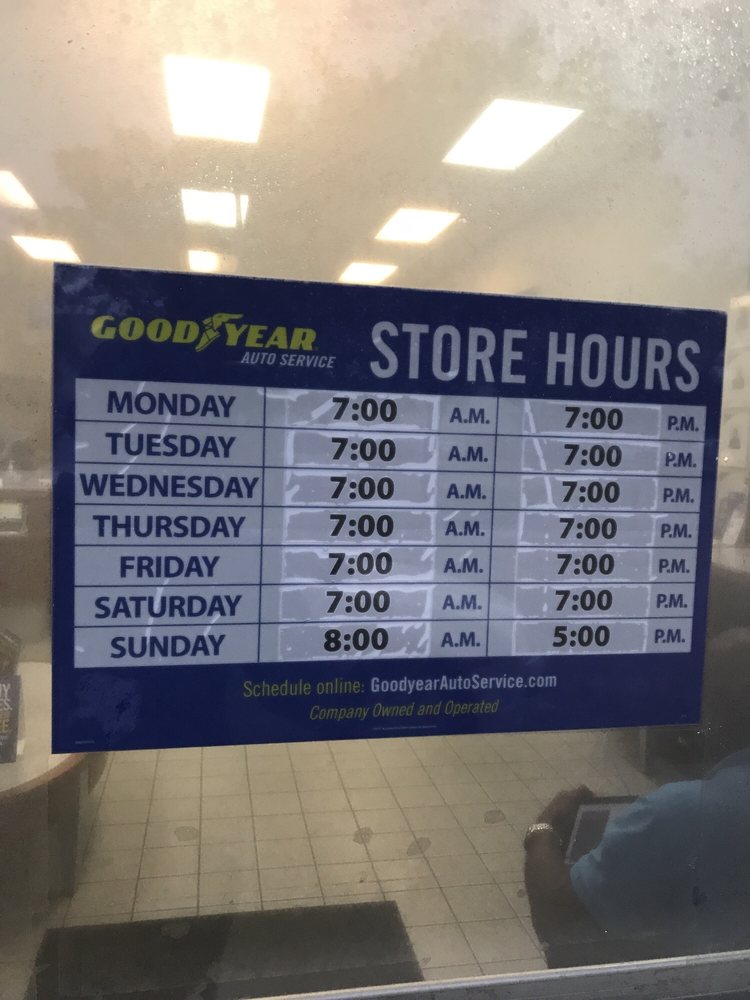 GOODYEAR
AUTO SERVICE
STORE HOURS
MONDAY 7:00 A.M. 7:00 P.M.
TUESDAY 7:00 A.M. 7:00 P.M.
WEDNESDAY 7:00 A.M. 7:00 P.M.
THURSDAY 7:00 A.M. 7:00 P.M.
FRIDAY 7:00 A.M. 7:00 P.M.
SATURDAY 7:00 A.M. 7:00 P.M.
SUNDAY 8:00 A.M. 5:00 P.M.
Schedule online: GoodyearAutoService.com
Company Owned and Operated